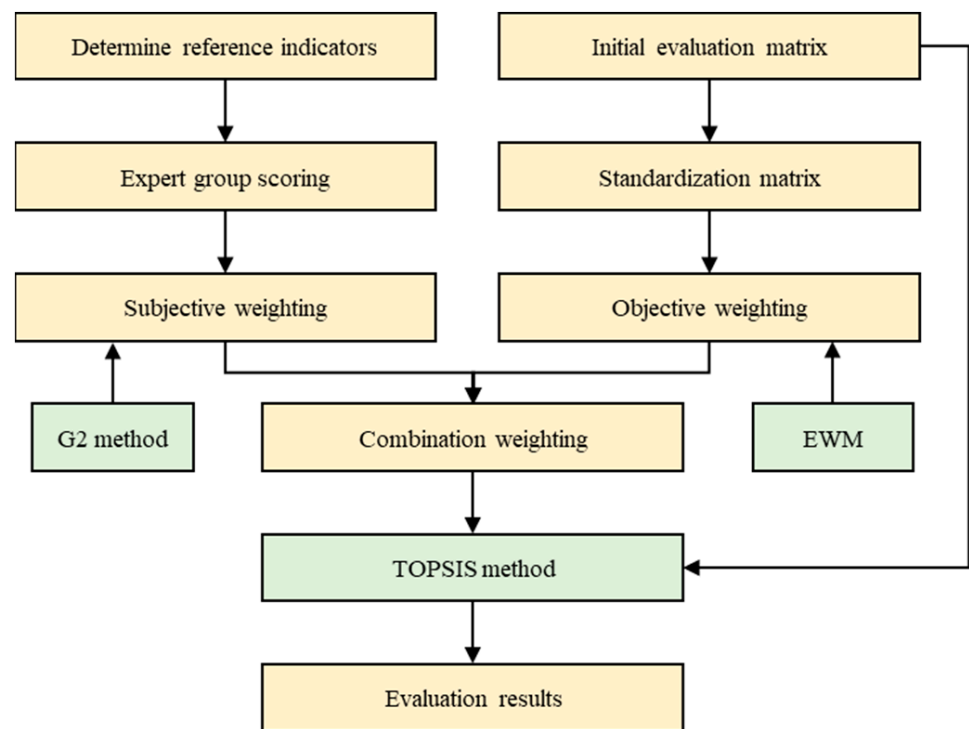 Determine reference indicators
Initial evaluation matrix
Expert group scoring
Standardization matrix
Subjective weighting
Objective weighting
G2 method
Combination weighting
EWM
TOPSIS method
Evaluation results